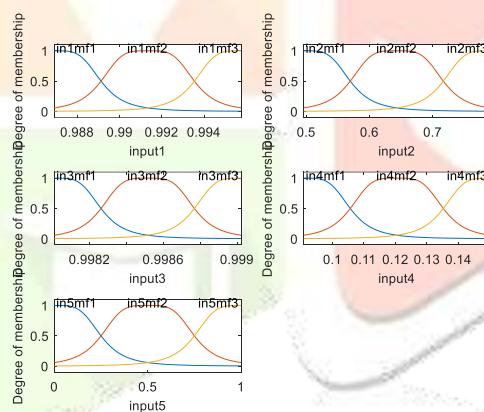 in1mf1 in1mf2 in1mf3
1
0.5
0
Degree of membership
0.988 0.99 0.992 0.994
input1
in2mf1 in2mf2 in2mf3
1
0.5
0
Degree of membership
0.5 0.6 0.7
input2
in3mf1 in3mf2 in3mf3
1
0.5
0
Degree of membership
0.9982 0.9986 0.999
input3
in4mf1 in4mf2 in4mf3
1
0.5
0
Degree of membership
0.1 0.11 0.12 0.13 0.14
input4
in5mf1 in5mf2 in5mf3
1
0.5
0
Degree of membership
0 0.5 1
input5